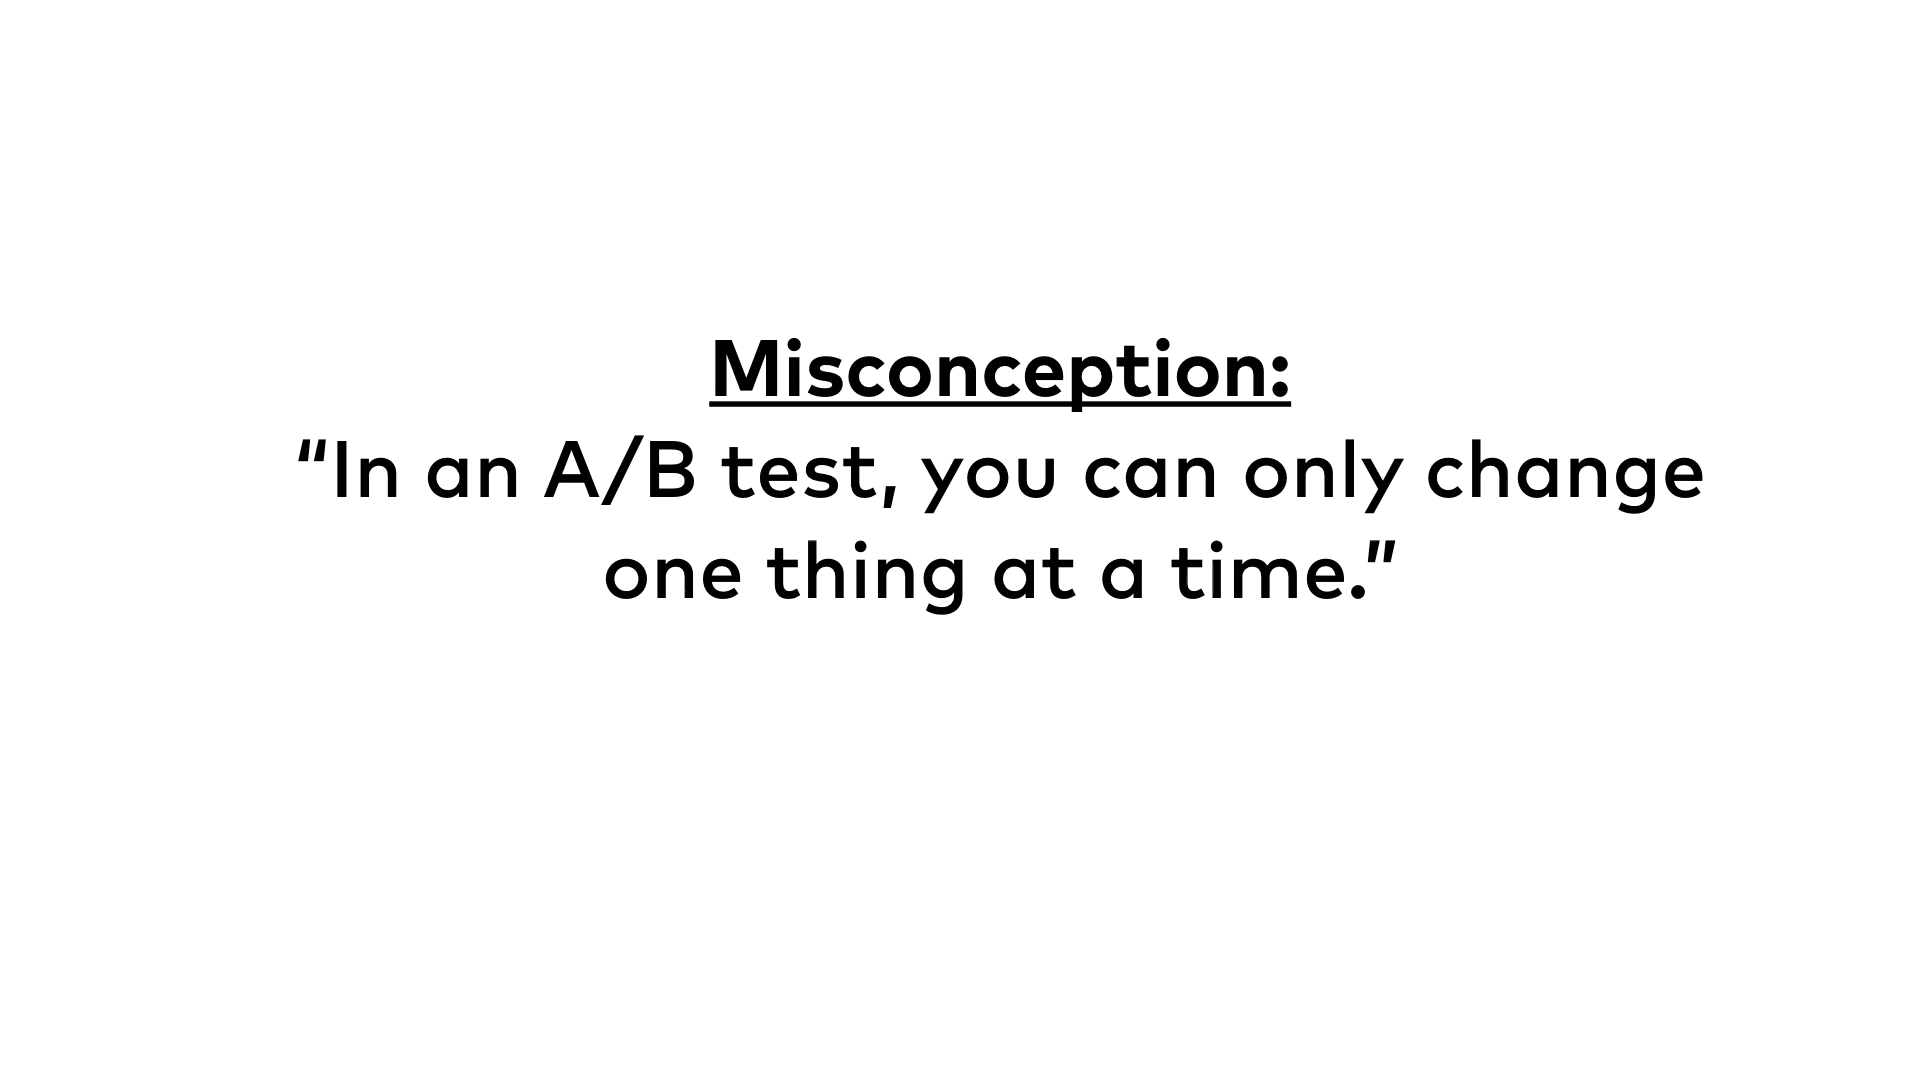 Misconception:
“In an A/B test, you can only change
one thing at a time.”